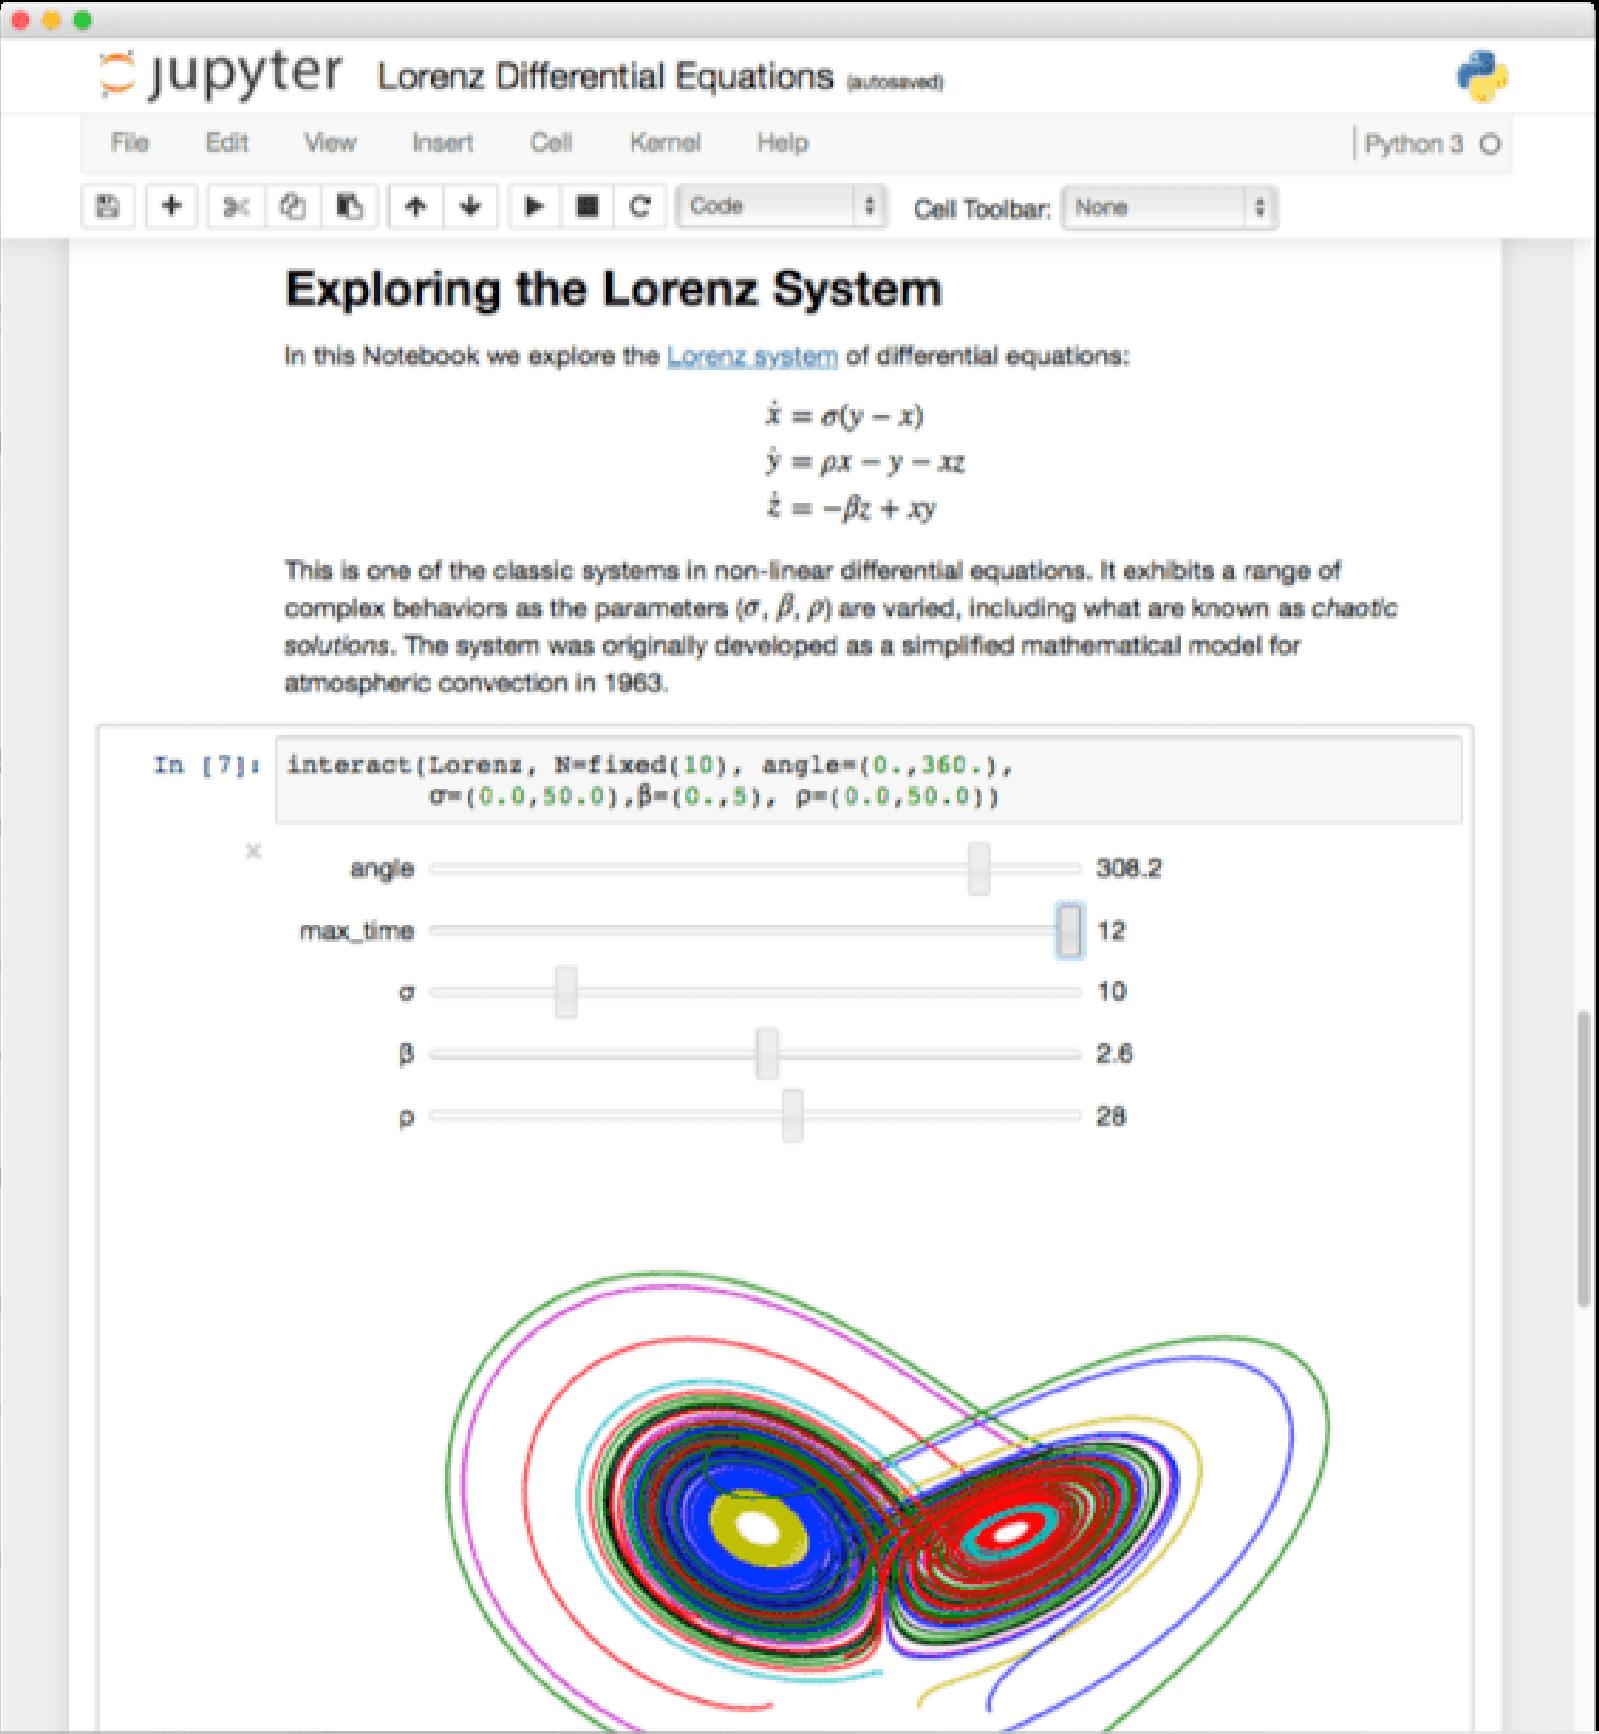 jupyter Lorenz Differential Equations (autosaved)
File Edit View Insert Cell Kernel Help Python 3
Code Cell Toolbar: None
Exploring the Lorenz System
In this Notebook we explore the Lorenz system of differential equations:
ẋ = σ(y − x)
ẏ = ρx − y − xz
ż = −βz + xy
This is one of the classic systems in non-linear differential equations. It exhibits a range of
complex behaviors as the parameters (σ, β, ρ) are varied, including what are known as chaotic
solutions. The system was originally developed as a simplified mathematical model for
atmospheric convection in 1963.
In [7]: interact(Lorenz, N=fixed(10), angle=(0.,360.),
σ=(0.0,50.0),β=(0.,5), ρ=(0.0,50.0))
angle 308.2
max_time 12
σ 10
β 2.6
ρ 28